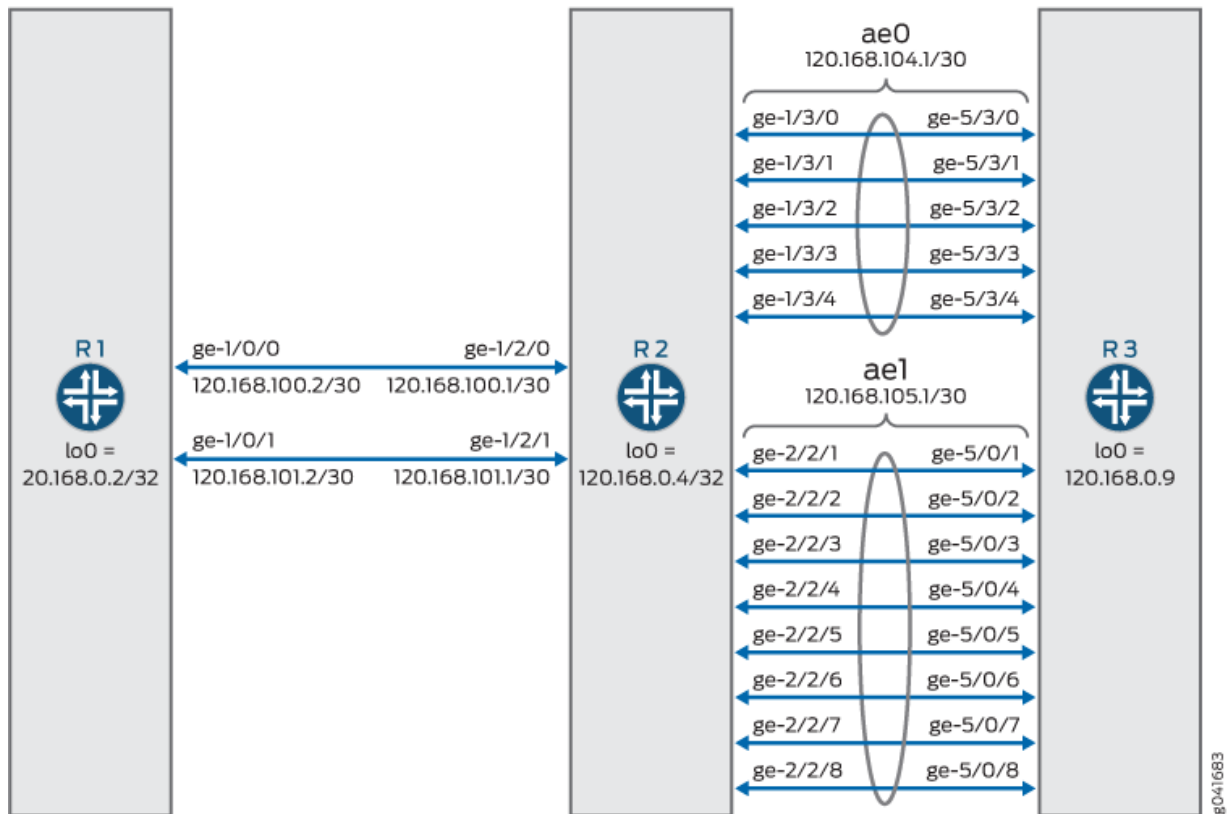 ae0
120.168.104.1/30
ge-1/3/0 ge-5/3/0
ge-1/3/1 ge-5/3/1
ge-1/3/2 ge-5/3/2
ge-1/3/3 ge-5/3/3
ge-1/3/4 ge-5/3/4
R1
lo0 =
20.168.0.2/32
ge-1/0/0 ge-1/2/0
120.168.100.2/30 120.168.100.1/30
ge-1/0/1 ge-1/2/1
120.168.101.2/30 120.168.101.1/30
R2
lo0 =
120.168.0.4/32
ae1
120.168.105.1/30
ge-2/2/1 ge-5/0/1
ge-2/2/2 ge-5/0/2
ge-2/2/3 ge-5/0/3
ge-2/2/4 ge-5/0/4
ge-2/2/5 ge-5/0/5
ge-2/2/6 ge-5/0/6
ge-2/2/7 ge-5/0/7
ge-2/2/8 ge-5/0/8
R3
lo0 =
120.168.0.9
g041683